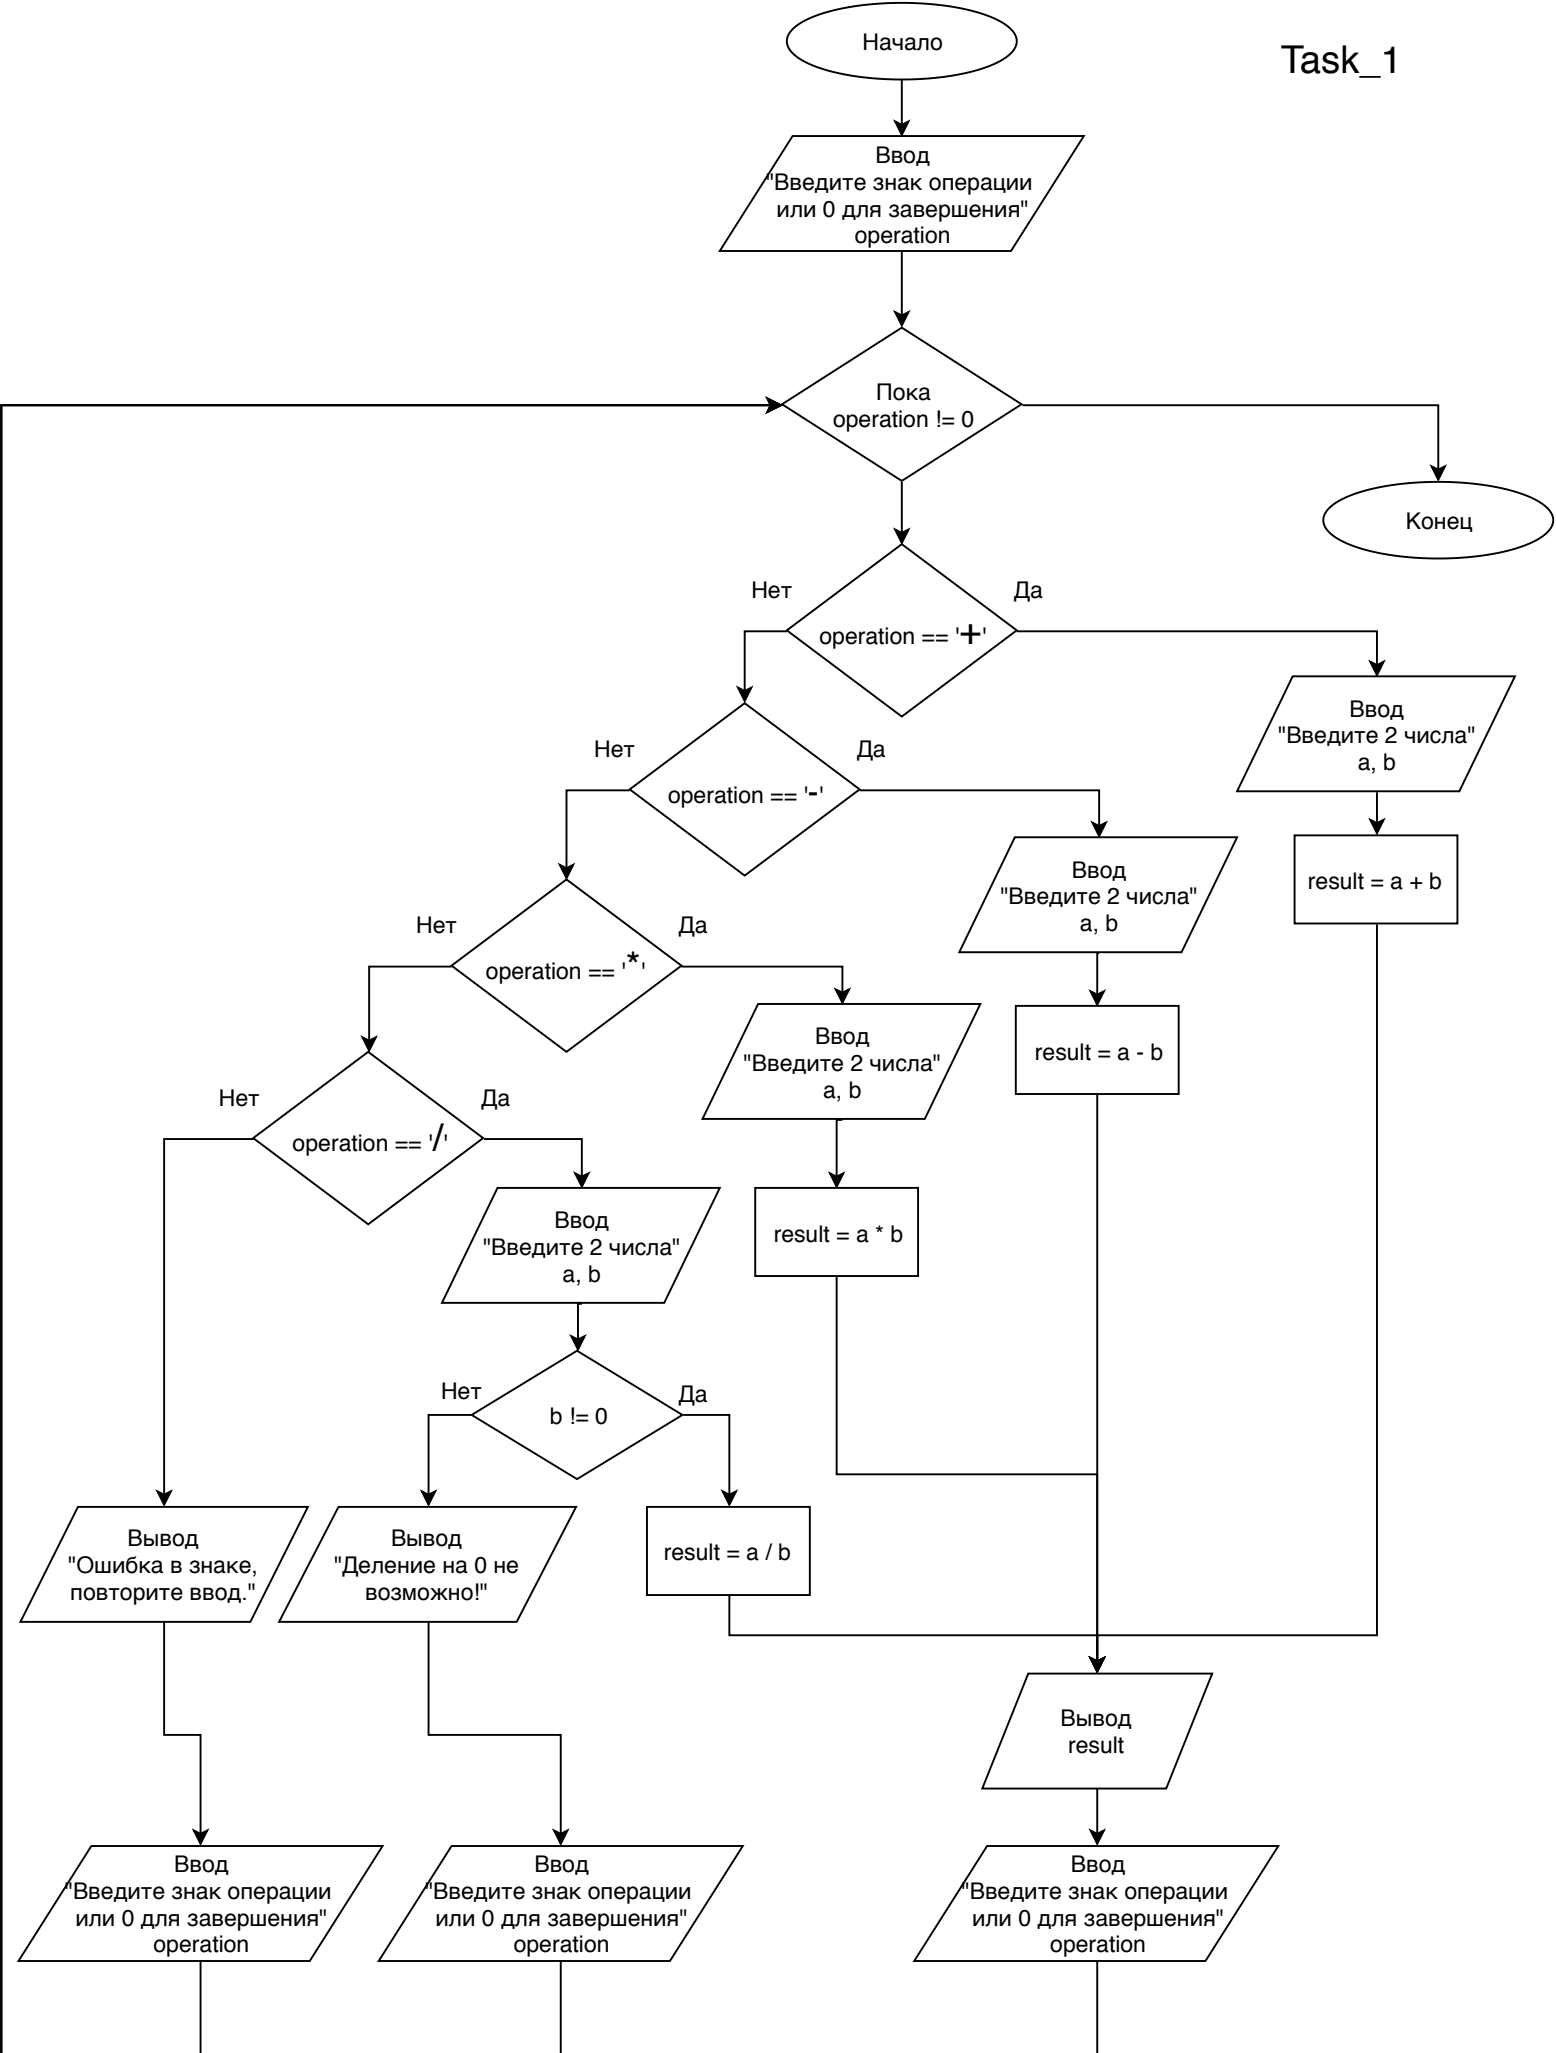 Начало
Task_1
Ввод
"Введите знак операции
или 0 для завершения"
operation
Пока
operation != 0
Конец
Нет
Да
operation == '+'
Ввод
"Введите 2 числа"
a, b
Нет
Да
operation == '-'
result = a + b
Ввод
"Введите 2 числа"
a, b
Нет
Да
operation == '*'
result = a - b
Ввод
"Введите 2 числа"
a, b
Нет
Да
operation == '/'
result = a * b
Ввод
"Введите 2 числа"
a, b
Нет
Да
b != 0
Вывод
"Ошибка в знаке,
повторите ввод."
Вывод
"Деление на 0 не
возможно!"
result = a / b
Вывод
result
Ввод
"Введите знак операции
или 0 для завершения"
operation
Ввод
"Введите знак операции
или 0 для завершения"
operation
Ввод
"Введите знак операции
или 0 для завершения"
operation